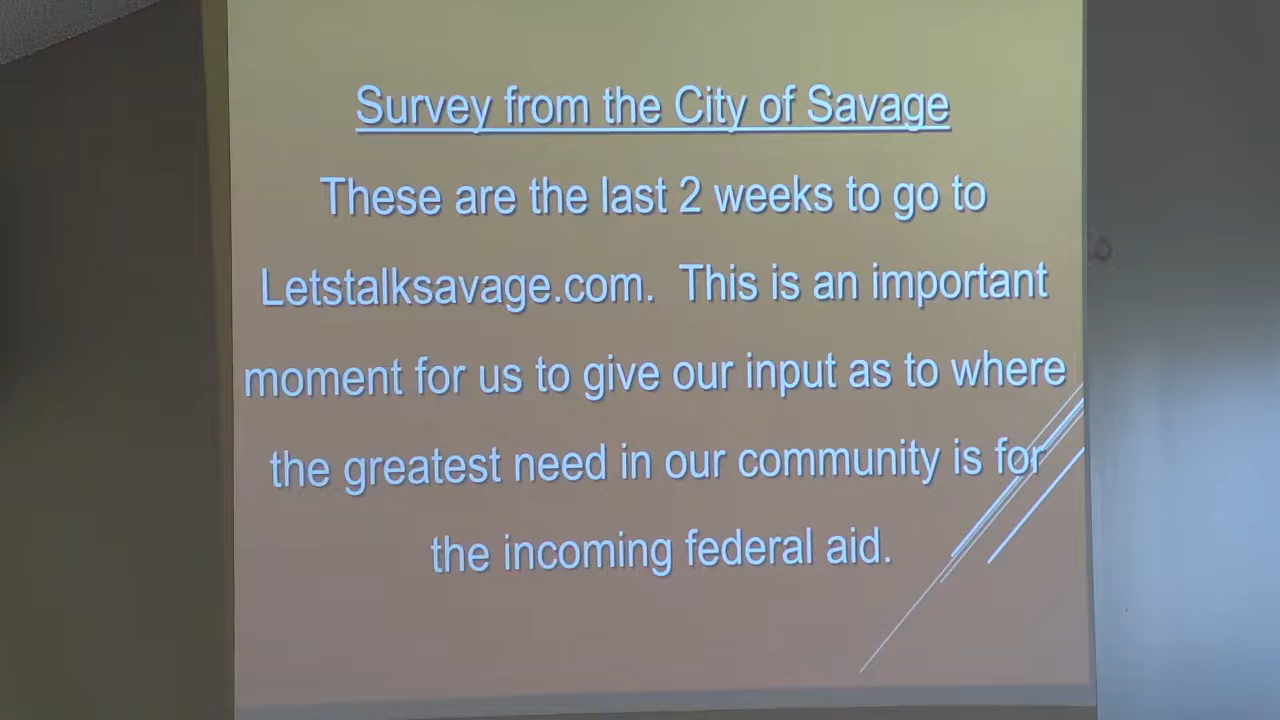 Survey from the City of Savage
These are the last 2 weeks to go to
Letstalksavage.com.  This is an important
moment for us to give our input as to where
the greatest need in our community is for
the incoming federal aid.